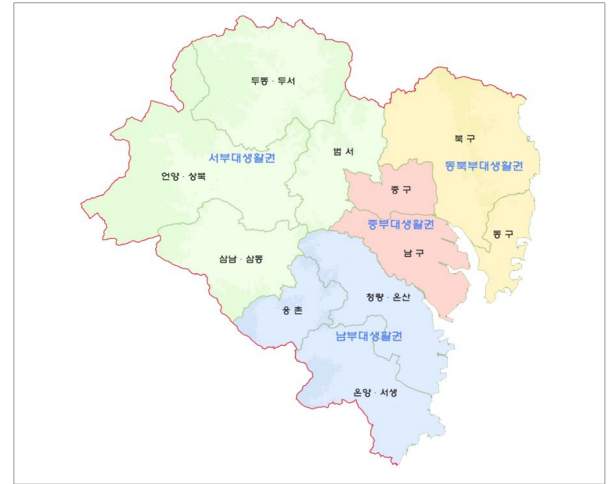 두동 · 두서
북 구
범 서
서부대생활권
동북부대생활권
언양 · 상북
중 구
중부대생활권
동 구
남 구
삼남 · 삼동
청량 · 온산
웅 촌
남부대생활권
온양 · 서생